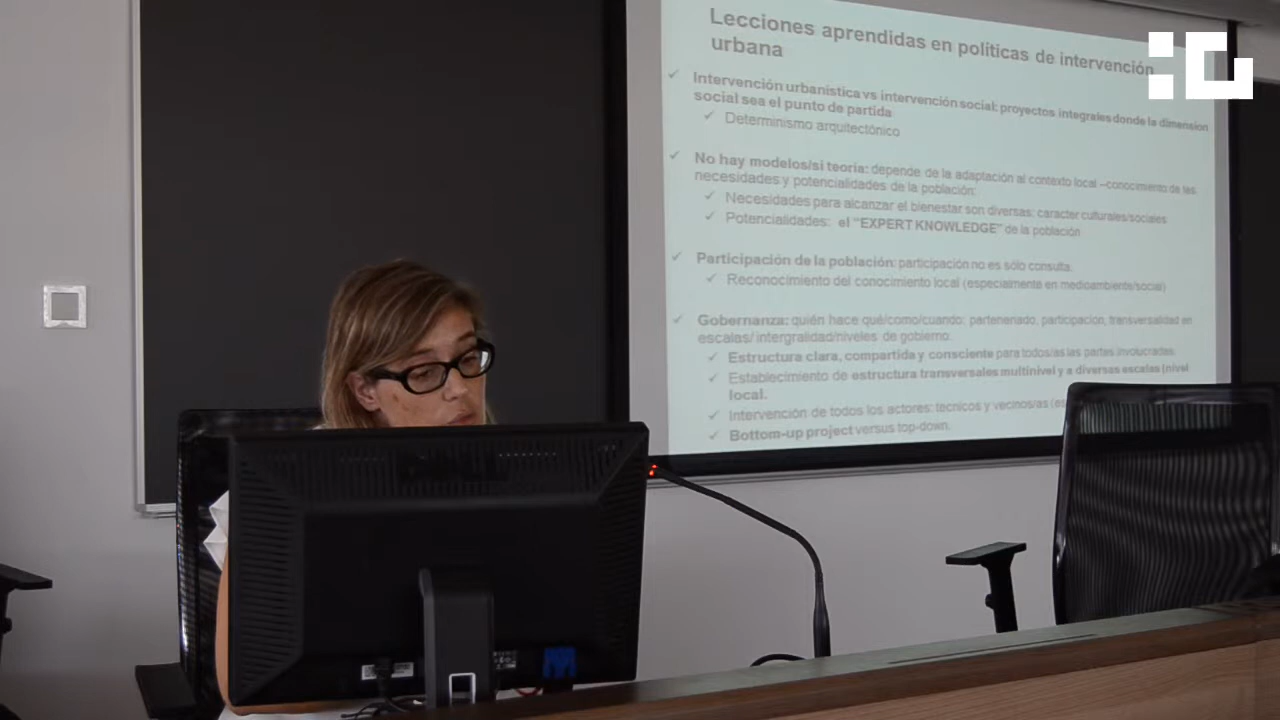 Lecciones aprendidas en políticas de intervención
urbana
Intervención urbanística vs intervención social: proyectos integrales donde la dimension
social sea el punto de partida
Determinismo arquitectónico
No hay modelos/si teoría: depende de la adaptación al contexto local –conocimiento de las
necesidades y potencialidades de la población:
Necesidades para alcanzar el bienestar son diversas: caracter culturales/sociales
Potencialidades: el "EXPERT KNOWLEDGE" de la población
Participación de la población: participación no es sólo consulta.
Reconocimiento del conocimiento local (especialmente en medioambiente/social)
Gobernanza: quién hace qué/como/cuando: partenenado, participacion, transversalidad en
escalas/ intergralidad/niveles de gobierno.
Estructura clara, compartida y consciente para todos/as las partes involucradas.
Establecimiento de estructura transversales multinivel y a diversas escalas (nivel
local.
Intervención de todos los actores: tecnicos y vecinos/as (es
Bottom-up project versus top-down.